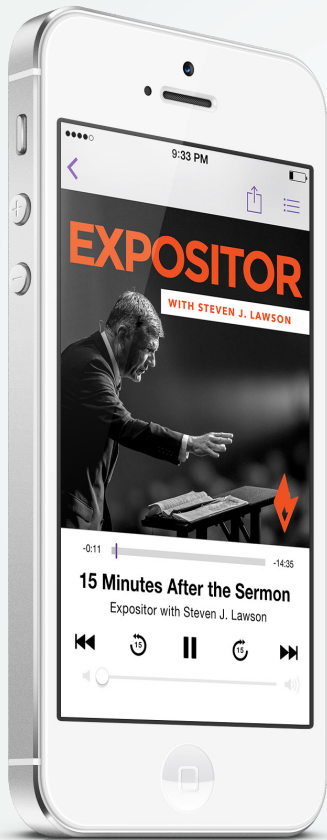 9:33 PM
EXPOSITOR
WITH STEVEN J. LAWSON
-0:11
-14:35
15 Minutes After the Sermon
Expositor with Steven J. Lawson
15
15